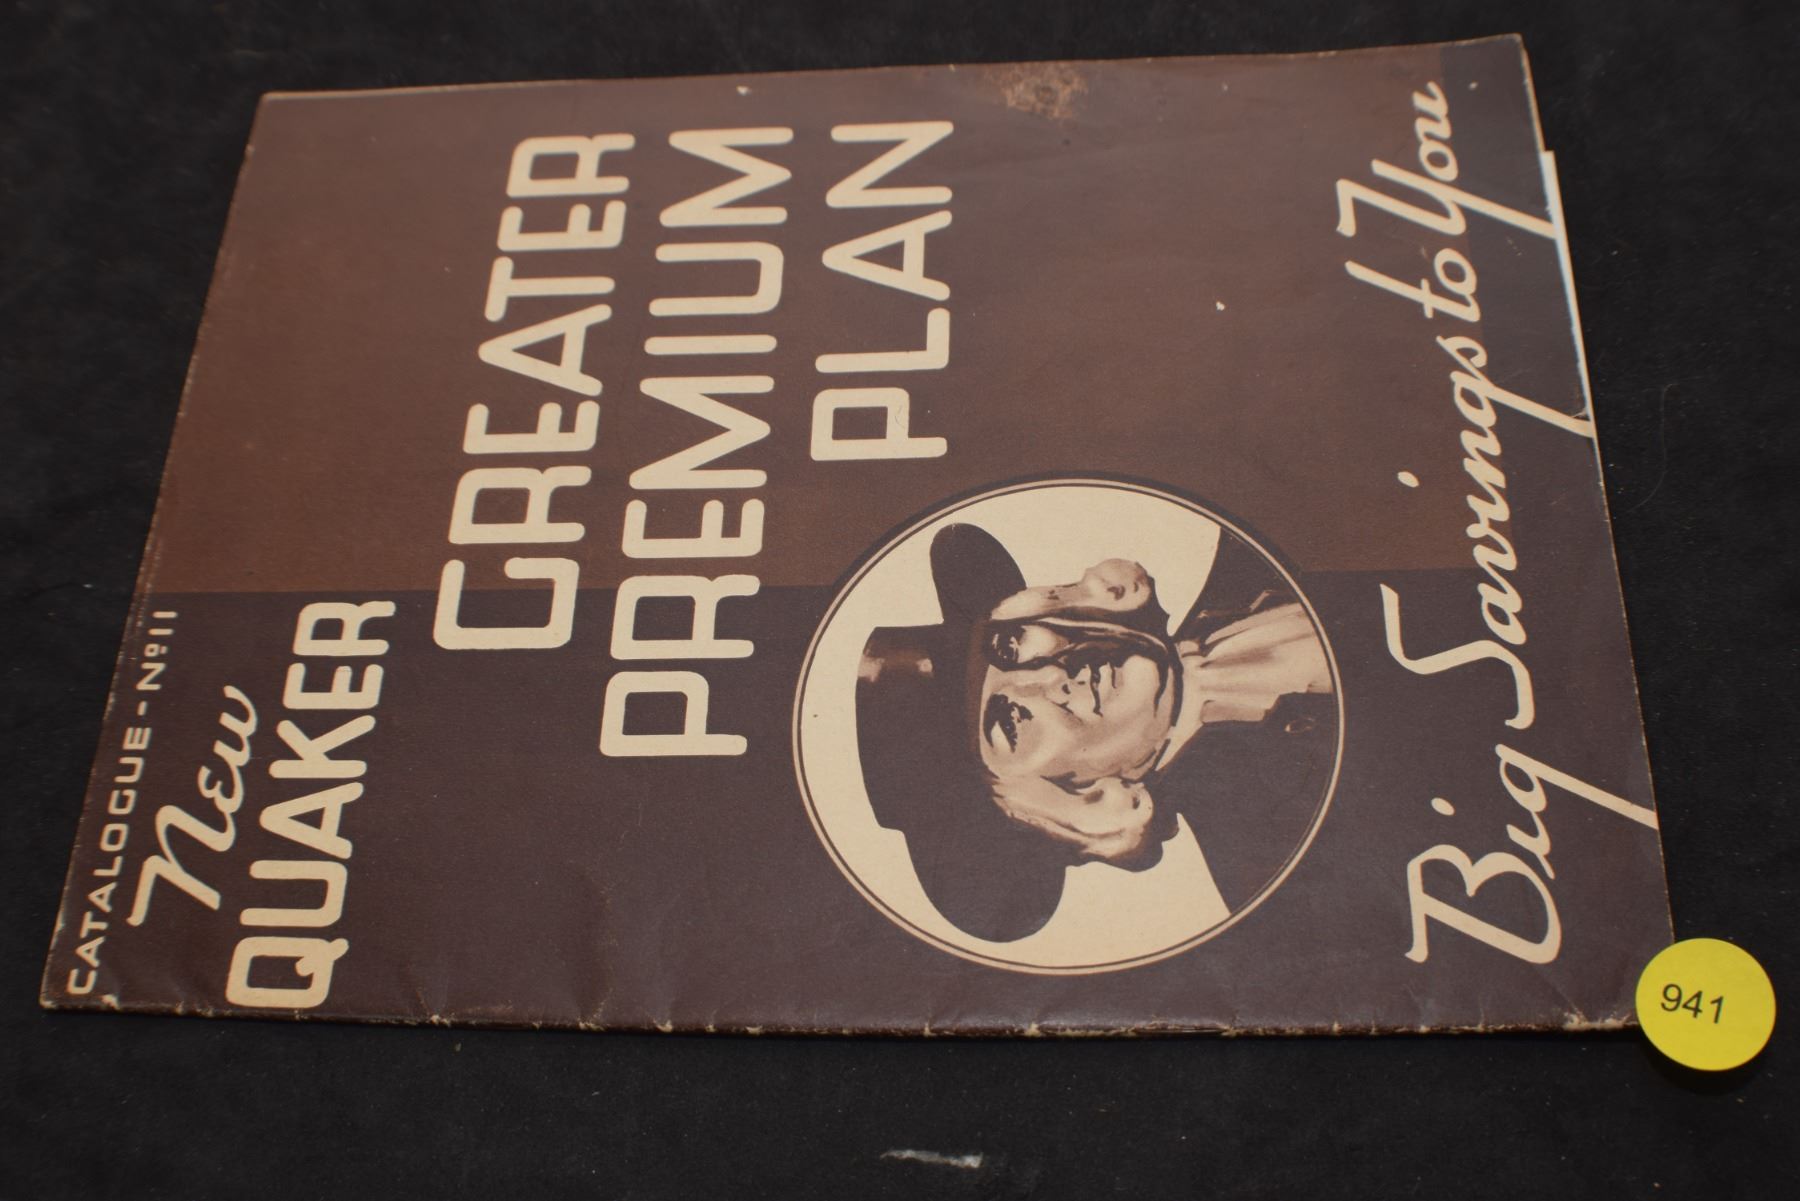 CATALOGUE - Nº 11
New
QUAKER
GREATER
PREMIUM
PLAN
Big Savings to You
941